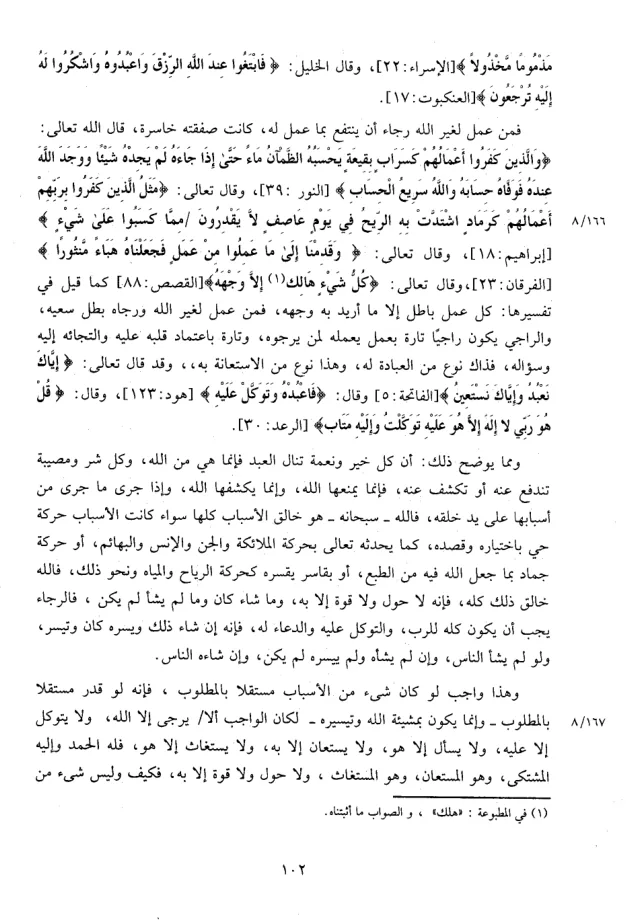 مَذْمُومًا مَّخْذُولاً ﴾[الإسراء:٢٢]، وقال الخليل: ﴿ فَابْتَغُوا عِندَ اللَّهِ الرِّزْقَ وَاعْبُدُوهُ وَاشْكُرُوا لَهُ
إِلَيْهِ تُرْجَعُونَ ﴾[العنكبوت:١٧].
فمن عمل لغير الله رجاء أن ينتفع بما عمل له، كانت صفقته خاسرة، قال الله تعالى:
﴿وَالَّذِينَ كَفَرُوا أَعْمَالُهُمْ كَسَرَابٍ بِقِيعَةٍ يَحْسَبُهُ الظَّمْآنُ مَاءً حَتَّىٰ إِذَا جَاءَهُ لَمْ يَجِدْهُ شَيْئًا وَوَجَدَ اللَّهَ
عِندَهُ فَوَفَّاهُ حِسَابَهُ وَاللَّهُ سَرِيعُ الْحِسَابِ ﴾ [النور :٣٩]، وقال تعالى: ﴿مَثَلُ الَّذِينَ كَفَرُوا بِرَبِّهِمْ
٨/١٦٦ أَعْمَالُهُمْ كَرَمَادٍ اشْتَدَّتْ بِهِ الرِّيحُ فِي يَوْمٍ عَاصِفٍ لاَّ يَقْدِرُونَ /مِمَّا كَسَبُوا عَلَىٰ شَيْءٍ ﴾
[إبراهيم:١٨]، وقال تعالى: ﴿ وَقَدِمْنَا إِلَىٰ مَا عَمِلُوا مِنْ عَمَلٍ فَجَعَلْنَاهُ هَبَاءً مَّنثُورًا ﴾
[الفرقان:٢٣]،وقال تعالى: ﴿كُلُّ شَيْءٍ هَالِكٌ(١) إِلاَّ وَجْهَهُ﴾[القصص:٨٨] كما قيل في
تفسيرها: كل عمل باطل إلا ما أريد به وجهه، فمن عمل لغير الله ورجاه بطل سعيه،
والراجي يكون راجيًا تارة بعمل يعمله لمن يرجوه، وتارة باعتماد قلبه عليه والتجائه إليه
وسؤاله، فذاك نوع من العبادة له، وهذا نوع من الاستعانة به،، وقد قال تعالى: ﴿ إِيَّاكَ
نَعْبُدُ وَإِيَّاكَ نَسْتَعِينُ ﴾[الفاتحة:٥] وقال: ﴿فَاعْبُدْهُ وَتَوَكَّلْ عَلَيْهِ ﴾ [هود:١٢٣]، وقال: ﴿ قُلْ
هُوَ رَبِّي لا إِلَهَ إِلاَّ هُوَ عَلَيْهِ تَوَكَّلْتُ وَإِلَيْهِ مَتَابِ﴾ [الرعد:٣٠].
ومما يوضح ذلك: أن كل خير ونعمة تنال العبد فإنما هي من الله، وكل شر ومصيبة
تندفع عنه أو تكشف عنه، فإنما يمنعها الله، وإنما يكشفها الله، وإذا جرى ما جرى من
أسبابها على يد خلقه، فالله ـ سبحانه ـ هو خالق الأسباب كلها سواء كانت الأسباب حركة
حي باختياره وقصده، كما يحدثه تعالى بحركة الملائكة والجن والإنس والبهائم، أو حركة
جماد بما جعل الله فيه من الطبع، أو بقاسر يقسره كحركة الرياح والمياه ونحو ذلك، فالله
خالق ذلك كله، فإنه لا حول ولا قوة إلا به، وما شاء كان وما لم يشأ لم يكن ، فالرجاء
يجب أن يكون كله للرب، والتوكل عليه والدعاء له، فإنه إن شاء ذلك ويسره كان وتيسر،
ولو لم يشأ الناس، وإن لم يشأه ولم ييسره لم يكن، وإن شاءه الناس.
وهذا واجب لو كان شىء من الأسباب مستقلا بالمطلوب ، فإنه لو قدر مستقلا
٨/١٦٧ بالمطلوب ـ وإنما يكون بمشيئة الله وتيسيره ـ لكان الواجب ألا/ يرجى إلا الله، ولا يتوكل
إلا عليه، ولا يسأل إلا هو، ولا يستعان إلا به، ولا يستغاث إلا هو، فله الحمد وإليه
المشتكى، وهو المستعان، وهو المستغاث ، ولا حول ولا قوة إلا به، فكيف وليس شىء من
(١) في المطبوعة : «هلك» ، و الصواب ما أثبتناه.
١٠٢